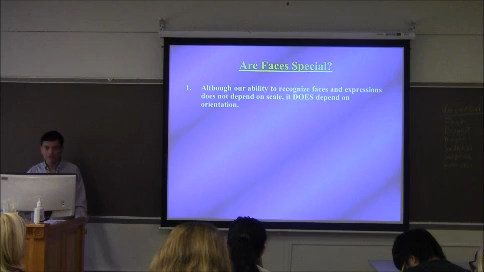 Are Faces Special?
1. Although our ability to recognize faces and expressions
does not depend on scale, it DOES depend on
orientation.